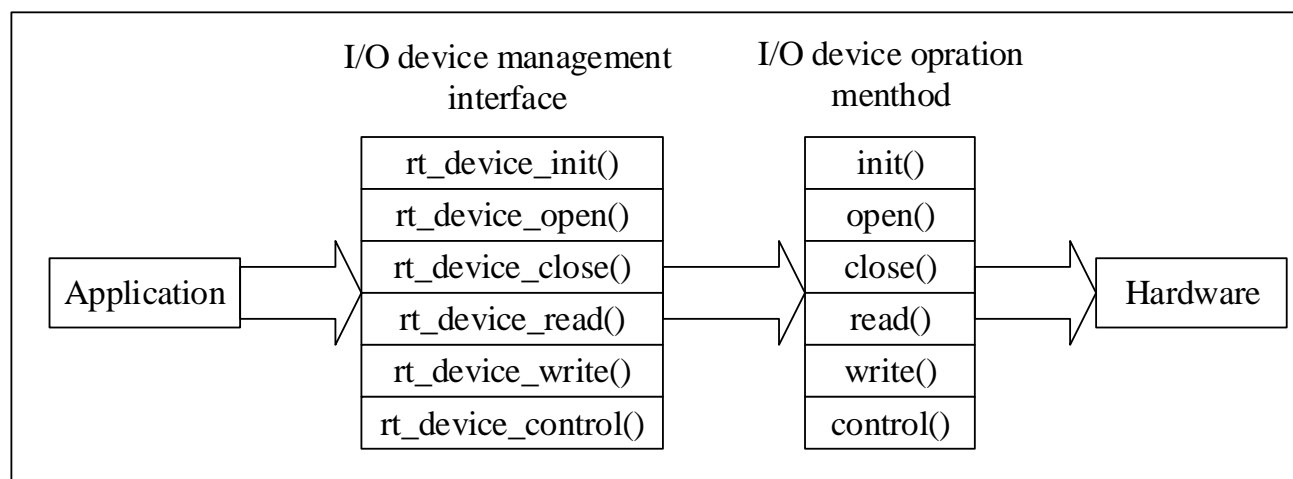 I/O device management
interface
I/O device opration
menthod
Application
rt_device_init()
rt_device_open()
rt_device_close()
rt_device_read()
rt_device_write()
rt_device_control()
init()
open()
close()
read()
write()
control()
Hardware